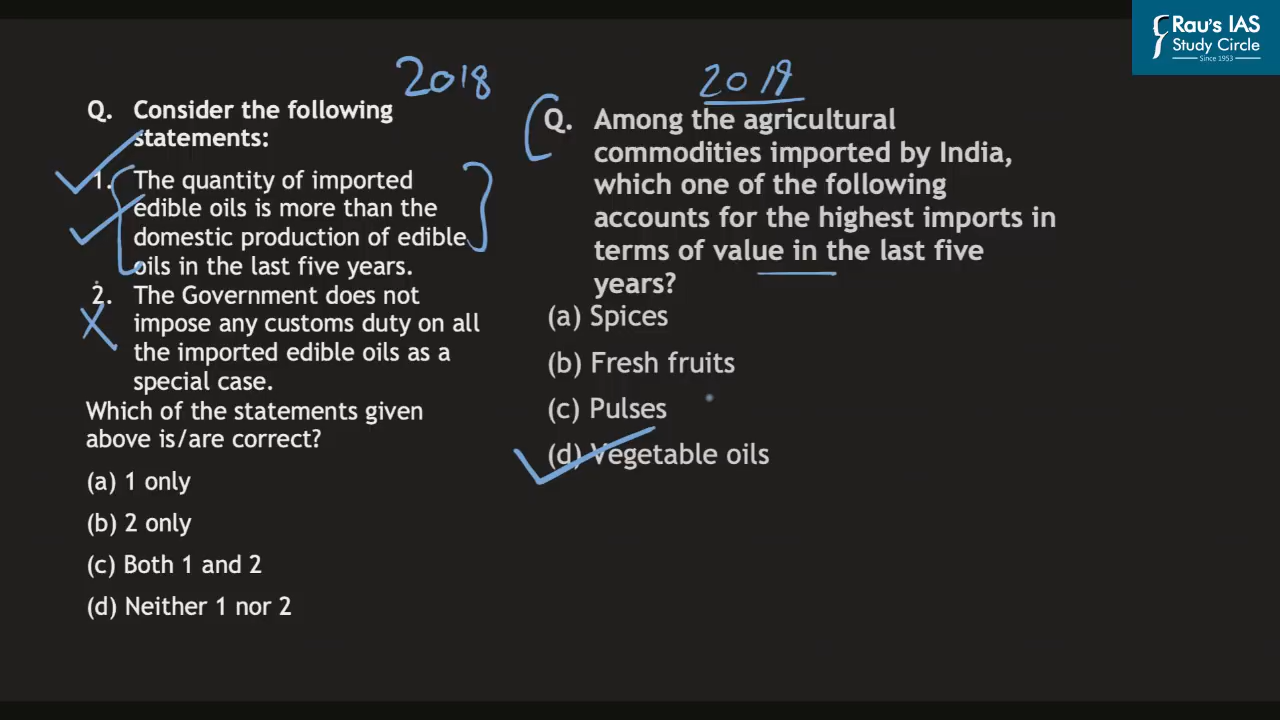 Rau's IAS
Study Circle
Since 1953
2018
Q. Consider the following
statements:
1. The quantity of imported
edible oils is more than the
domestic production of edible
oils in the last five years.
2. The Government does not
impose any customs duty on all
the imported edible oils as a
special case.
Which of the statements given
above is/are correct?
(a) 1 only
(b) 2 only
(c) Both 1 and 2
(d) Neither 1 nor 2
2019
Q. Among the agricultural
commodities imported by India,
which one of the following
accounts for the highest imports in
terms of value in the last five
years?
(a) Spices
(b) Fresh fruits
(c) Pulses
(d) Vegetable oils